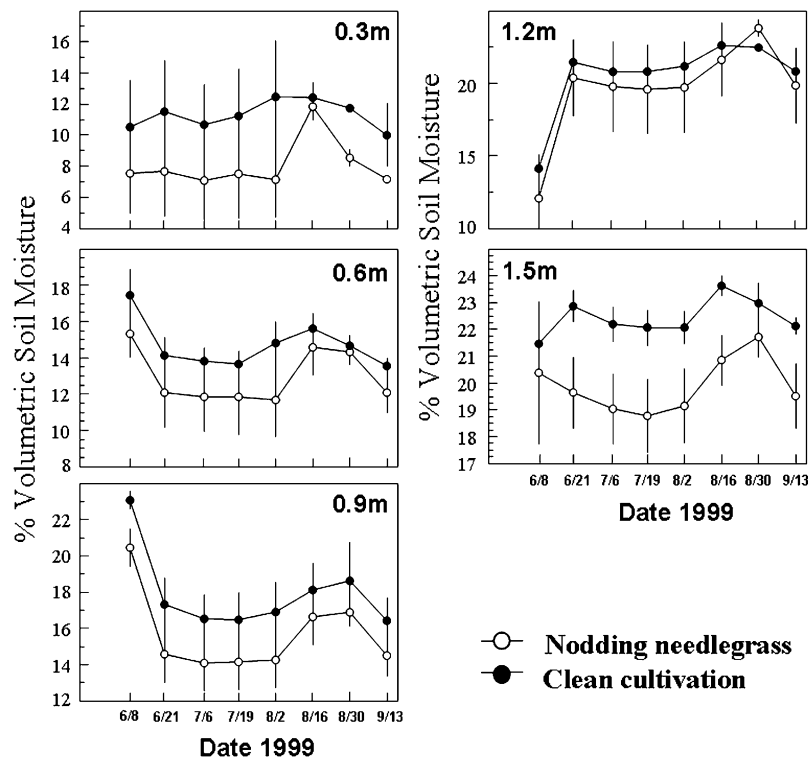 0.3m
16
14
12
10
8
6
4
0.6m
18
16
14
12
10
8
0.9m
22
20
18
16
14
12
% Volumetric Soil Moisture
6/8 6/21 7/6 7/19 8/2 8/16 8/30 9/13
Date 1999
1.2m
20
15
10
1.5m
24
23
22
21
20
19
18
17
% Volumetric Soil Moisture
6/8 6/21 7/6 7/19 8/2 8/16 8/30 9/13
Date 1999
Nodding needlegrass
Clean cultivation